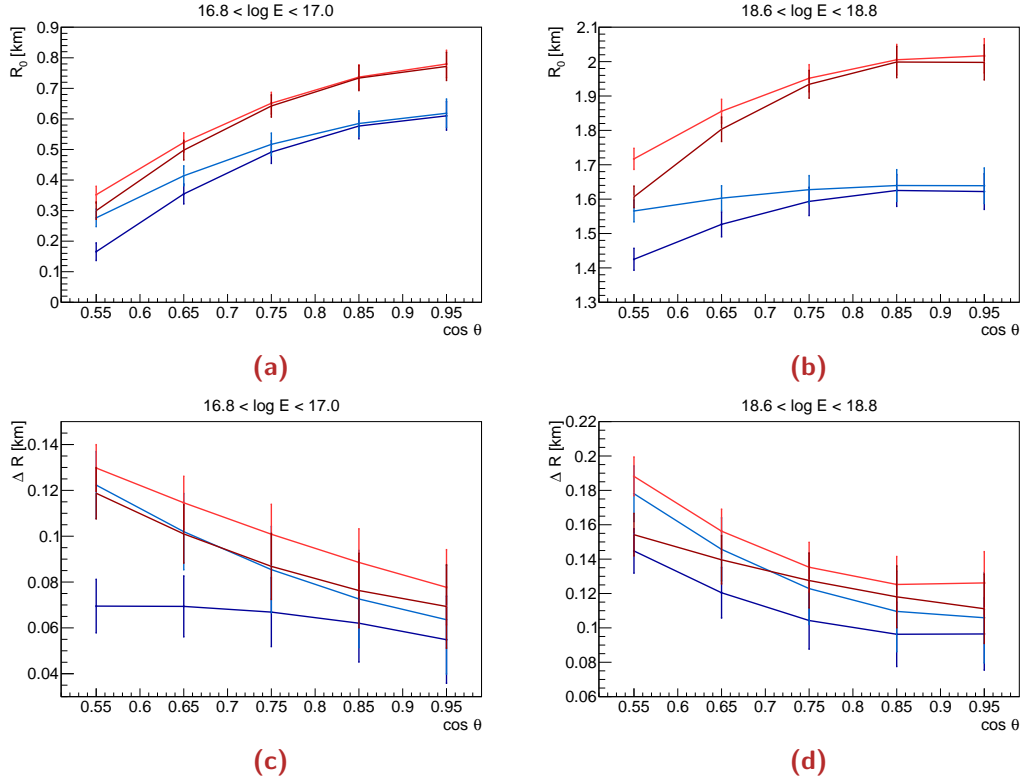 16.8 < log E < 17.0
R0 [km]
0.9
0.8
0.7
0.6
0.5
0.4
0.3
0.2
0.1
0
0.55 0.6 0.65 0.7 0.75 0.8 0.85 0.9 0.95
cos θ
(a)
18.6 < log E < 18.8
R0 [km]
2.1
2
1.9
1.8
1.7
1.6
1.5
1.4
1.3
0.55 0.6 0.65 0.7 0.75 0.8 0.85 0.9 0.95
cos θ
(b)
16.8 < log E < 17.0
Δ R [km]
0.14
0.12
0.1
0.08
0.06
0.04
0.55 0.6 0.65 0.7 0.75 0.8 0.85 0.9 0.95
cos θ
(c)
18.6 < log E < 18.8
Δ R [km]
0.22
0.2
0.18
0.16
0.14
0.12
0.1
0.08
0.06
0.55 0.6 0.65 0.7 0.75 0.8 0.85 0.9 0.95
cos θ
(d)